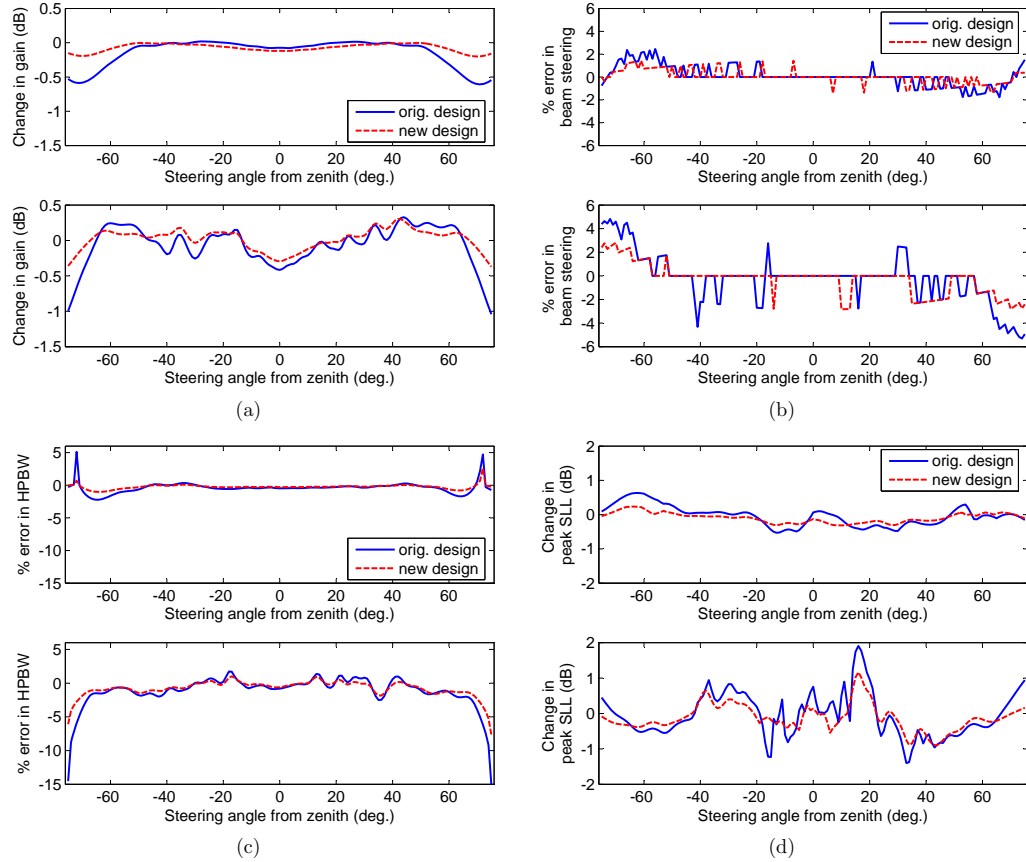 0.5
0
-0.5
-1
-1.5
Change in gain (dB)
-60 -40 -20 0 20 40 60
Steering angle from zenith (deg.)
orig. design
new design
0.5
0
-0.5
-1
-1.5
Change in gain (dB)
-60 -40 -20 0 20 40 60
Steering angle from zenith (deg.)
(a)
6
4
2
0
-2
-4
-6
% error in
beam steering
-60 -40 -20 0 20 40 60
Steering angle from zenith (deg.)
orig. design
new design
6
4
2
0
-2
-4
-6
% error in
beam steering
-60 -40 -20 0 20 40 60
Steering angle from zenith (deg.)
(b)
5
0
-5
-10
-15
% error in HPBW
-60 -40 -20 0 20 40 60
Steering angle from zenith (deg.)
orig. design
new design
5
0
-5
-10
-15
% error in HPBW
-60 -40 -20 0 20 40 60
Steering angle from zenith (deg.)
(c)
2
1
0
-1
-2
Change in
peak SLL (dB)
-60 -40 -20 0 20 40 60
Steering angle from zenith (deg.)
orig. design
new design
2
1
0
-1
-2
Change in
peak SLL (dB)
-60 -40 -20 0 20 40 60
Steering angle from zenith (deg.)
(d)